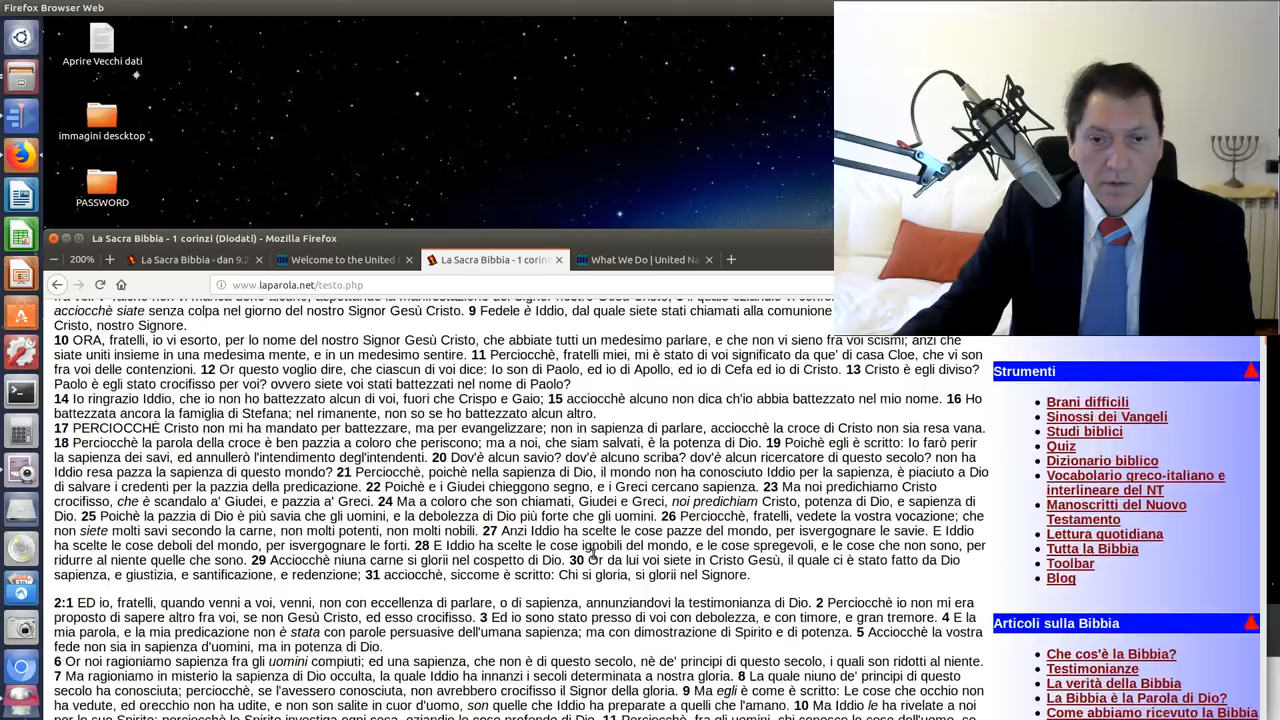 Firefox Browser Web
Aprire Vecchi dati
immagini descktop
PASSWORD
La Sacra Bibbia - 1 corinzi (Diodati) - Mozilla Firefox
200%
La Sacra Bibbia - dan 9.2
Welcome to the United
La Sacra Bibbia - 1 corin
What We Do | United Na
www.laparola.net/testo.php
acciocchè siate senza colpa nel giorno del nostro Signor Gesù Cristo. 9 Fedele è Iddio, dal quale siete stati chiamati alla comunione
Cristo, nostro Signore.
10 ORA, fratelli, io vi esorto, per lo nome del nostro Signor Gesù Cristo, che abbiate tutti un medesimo parlare, e che non vi sieno fra voi scismi; anzi che
siate uniti insieme in una medesima mente, e in un medesimo sentire. 11 Perciocchè, fratelli miei, mi è stato di voi significato da que' di casa Cloe, che vi son
fra voi delle contenzioni. 12 Or questo voglio dire, che ciascun di voi dice: Io son di Paolo, ed io di Apollo, ed io di Cefa ed io di Cristo. 13 Cristo è egli diviso?
Paolo è egli stato crocifisso per voi? ovvero siete voi stati battezzati nel nome di Paolo?
14 Io ringrazio Iddio, che io non ho battezzato alcun di voi, fuori che Crispo e Gaio; 15 acciocchè alcuno non dica ch'io abbia battezzato nel mio nome. 16 Ho
battezzata ancora la famiglia di Stefana; nel rimanente, non so se ho battezzato alcun altro.
17 PERCIOCCHÈ Cristo non mi ha mandato per battezzare, ma per evangelizzare; non in sapienza di parlare, acciocchè la croce di Cristo non sia resa vana.
18 Perciocchè la parola della croce è ben pazzia a coloro che periscono; ma a noi, che siam salvati, è la potenza di Dio. 19 Poichè egli è scritto: Io farò perir
la sapienza dei savi, ed annullerò l'intendimento degl'intendenti. 20 Dov'è alcun savio? dov'è alcuno scriba? dov'è alcun ricercatore di questo secolo? non ha
Iddio resa pazza la sapienza di questo mondo? 21 Perciocchè, poichè nella sapienza di Dio, il mondo non ha conosciuto Iddio per la sapienza, è piaciuto a Dio
di salvare i credenti per la pazzia della predicazione. 22 Poichè e i Giudei chieggono segno, e i Greci cercano sapienza. 23 Ma noi predichiamo Cristo
crocifisso, che è scandalo a' Giudei, e pazzia a' Greci. 24 Ma a coloro che son chiamati, Giudei e Greci, noi predichiam Cristo, potenza di Dio, e sapienza di
Dio. 25 Poichè la pazzia di Dio è più savia che gli uomini, e la debolezza di Dio più forte che gli uomini. 26 Perciocchè, fratelli, vedete la vostra vocazione; che
non siete molti savi secondo la carne, non molti potenti, non molti nobili. 27 Anzi Iddio ha scelte le cose pazze del mondo, per isvergognare le savie. E Iddio
ha scelte le cose deboli del mondo, per isvergognare le forti. 28 E Iddio ha scelte le cose ignobili del mondo, e le cose spregevoli, e le cose che non sono, per
ridurre al niente quelle che sono. 29 Acciocchè niuna carne si glorii nel cospetto di Dio. 30 Or da lui voi siete in Cristo Gesù, il quale ci è stato fatto da Dio
sapienza, e giustizia, e santificazione, e redenzione; 31 acciocchè, siccome è scritto: Chi si gloria, si glorii nel Signore.
2:1 ED io, fratelli, quando venni a voi, venni, non con eccellenza di parlare, o di sapienza, annunziandovi la testimonianza di Dio. 2 Perciocchè io non mi era
proposto di sapere altro fra voi, se non Gesù Cristo, ed esso crocifisso. 3 Ed io sono stato presso di voi con debolezza, e con timore, e gran tremore. 4 E la
mia parola, e la mia predicazione non è stata con parole persuasive dell'umana sapienza; ma con dimostrazione di Spirito e di potenza. 5 Acciocchè la vostra
fede non sia in sapienza d'uomini, ma in potenza di Dio.
6 Or noi ragioniamo sapienza fra gli uomini compiuti; ed una sapienza, che non è di questo secolo, nè de' principi di questo secolo, i quali son ridotti al niente.
7 Ma ragioniamo in misterio la sapienza di Dio occulta, la quale Iddio ha innanzi i secoli determinata a nostra gloria. 8 La quale niuno de' principi di questo
secolo ha conosciuta; perciocchè, se l'avessero conosciuta, non avrebbero crocifisso il Signor della gloria. 9 Ma egli è come è scritto: Le cose che occhio non
ha vedute, ed orecchio non ha udite, e non son salite in cuor d'uomo, son quelle che Iddio ha preparate a quelli che l'amano. 10 Ma Iddio le ha rivelate a noi
Strumenti
Brani difficili
Sinossi dei Vangeli
Studi biblici
Quiz
Dizionario biblico
Vocabolario greco-italiano e
interlineare del NT
Manoscritti del Nuovo
Testamento
Lettura quotidiana
Tutta la Bibbia
Toolbar
Blog
Articoli sulla Bibbia
Che cos'è la Bibbia?
Testimonianze
La verità della Bibbia
La Bibbia è la Parola di Dio?
Come abbiamo ricevuto la Bibbia